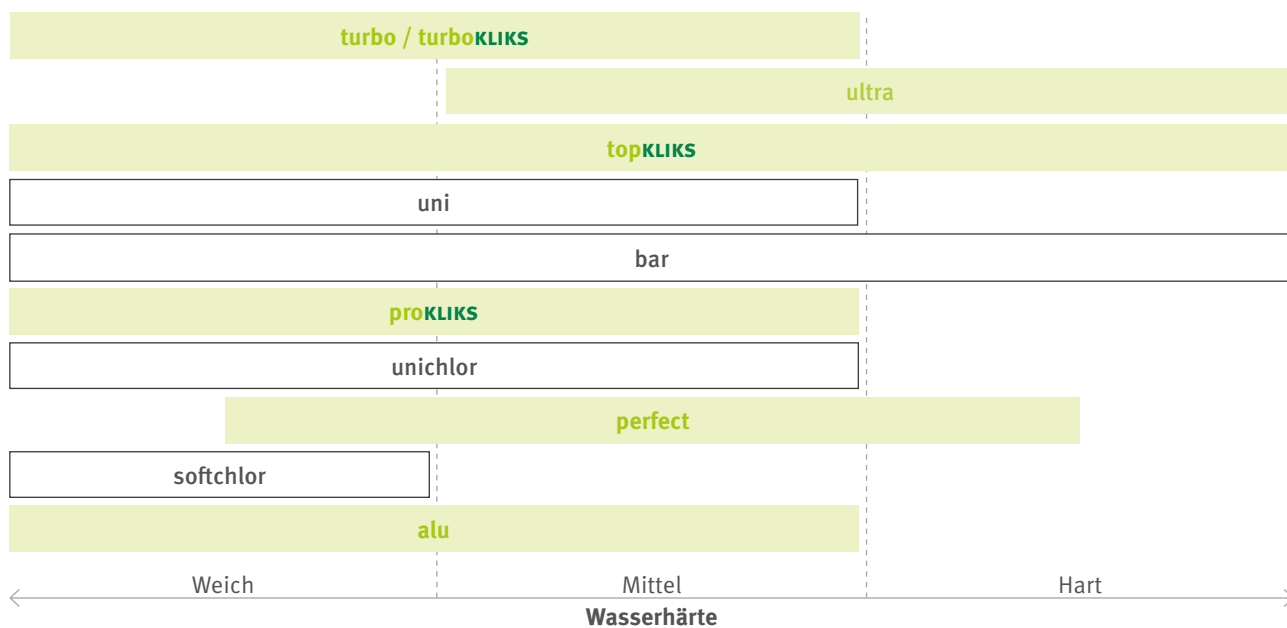 turbo / turboKLIKS
ultra
topKLIKS
uni
bar
proKLIKS
unichlor
perfect
softchlor
alu
Weich Mittel Hart
Wasserhärte